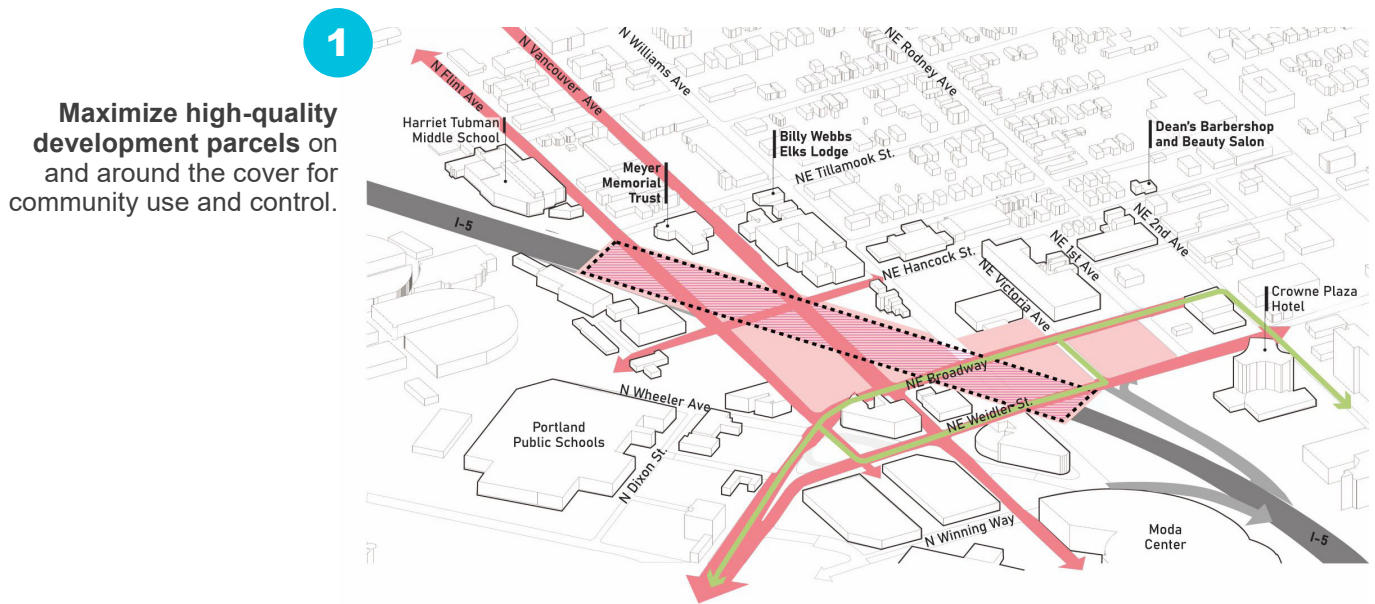 1
Maximize high-quality
development parcels on
and around the cover for
community use and control.
N Flint Ave
N Vancouver Ave
N Williams Ave
NE Rodney Ave
Harriet Tubman
Middle School
Meyer
Memorial
Trust
Billy Webbs
Elks Lodge
NE Tillamook St.
Dean's Barbershop
and Beauty Salon
I-5
NE Hancock St.
NE Victoria Ave
NE 1st Ave
NE 2nd Ave
Crowne Plaza
Hotel
NE Broadway
NE Weidler St.
N Wheeler Ave
Portland
Public Schools
N Dixon St.
N Winning Way
Moda
Center
I-5